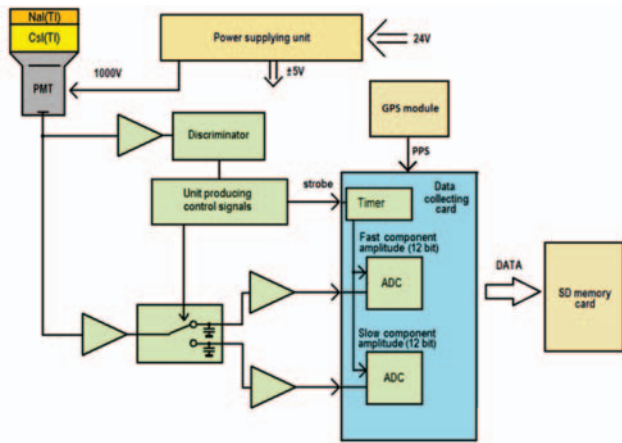 NaI(Tl)
CsI(Tl)
PMT
1000V
Power supplying unit
24V
±5V
GPS module
PPS
Discriminator
Unit producing
control signals
strobe
Data
collecting
card
Timer
Fast component
amplitude (12 bit)
ADC
Slow component
amplitude (12 bit)
ADC
DATA
SD memory
card